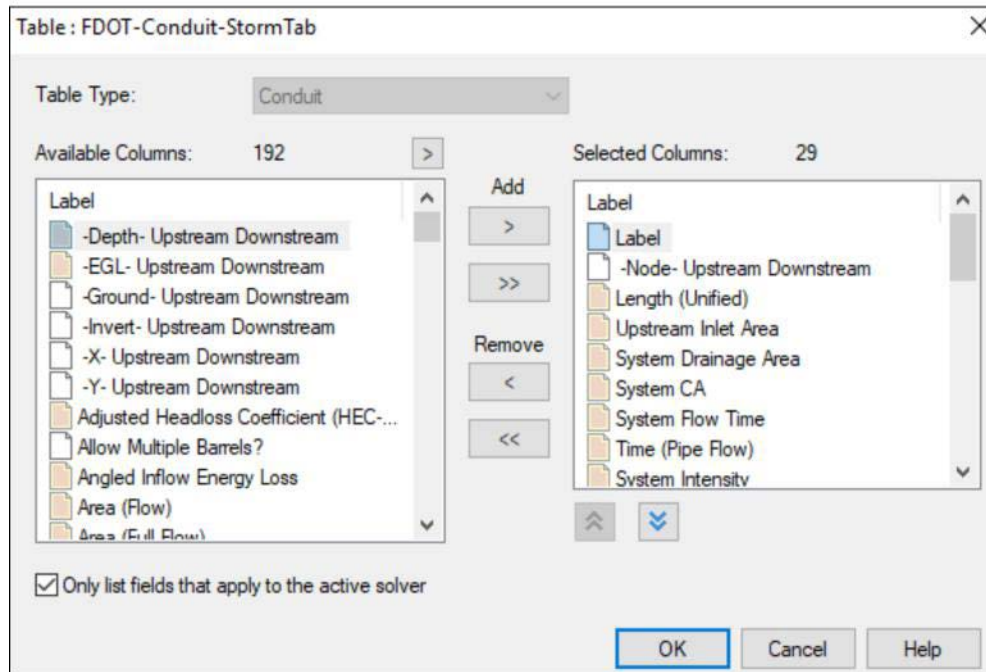 Table : FDOT-Conduit-StormTab
Table Type:
Conduit
Available Columns:
192
>
Label
-Depth- Upstream Downstream
-EGL- Upstream Downstream
-Ground- Upstream Downstream
-Invert- Upstream Downstream
-X- Upstream Downstream
-Y- Upstream Downstream
Adjusted Headloss Coefficient (HEC-...
Allow Multiple Barrels?
Angled Inflow Energy Loss
Area (Flow)
Area (Full Flow)
Add
>
>>
Remove
<
<<
Selected Columns:
29
Label
Label
-Node- Upstream Downstream
Length (Unified)
Upstream Inlet Area
System Drainage Area
System CA
System Flow Time
Time (Pipe Flow)
System Intensity
Only list fields that apply to the active solver
OK
Cancel
Help